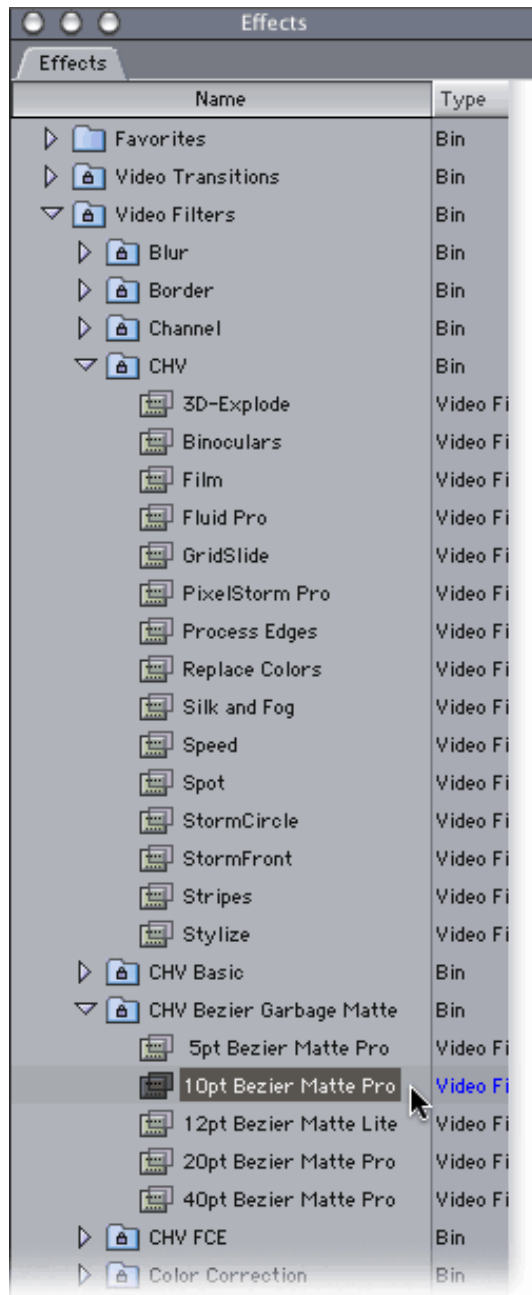 Effects
Effects
Name Type
Favorites Bin
Video Transitions Bin
Video Filters Bin
Blur Bin
Border Bin
Channel Bin
CHV Bin
3D-Explode Video Fi
Binoculars Video Fi
Film Video Fi
Fluid Pro Video Fi
GridSlide Video Fi
PixelStorm Pro Video Fi
Process Edges Video Fi
Replace Colors Video Fi
Silk and Fog Video Fi
Speed Video Fi
Spot Video Fi
StormCircle Video Fi
StormFront Video Fi
Stripes Video Fi
Stylize Video Fi
CHV Basic Bin
CHV Bezier Garbage Matte Bin
5pt Bezier Matte Pro Video Fi
10pt Bezier Matte Pro Video Fi
12pt Bezier Matte Lite Video Fi
20pt Bezier Matte Pro Video Fi
40pt Bezier Matte Pro Video Fi
CHV FCE Bin
Color Correction Bin